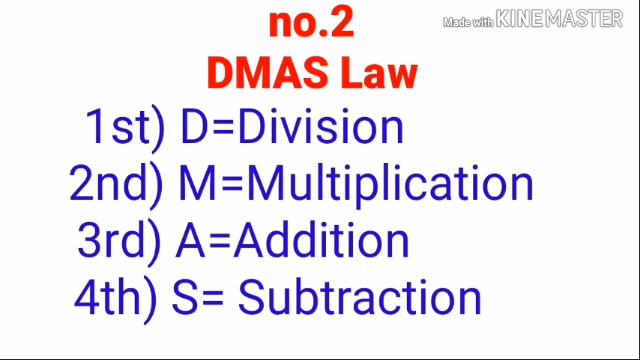 no.2
Made with KINEMASTER
DMAS Law
1st) D=Division
2nd) M=Multiplication
3rd) A=Addition
4th) S= Subtraction